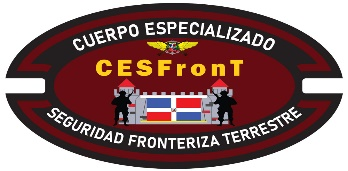 CUERPO ESPECIALIZADO
CESFronT
SEGURIDAD FRONTERIZA TERRESTRE